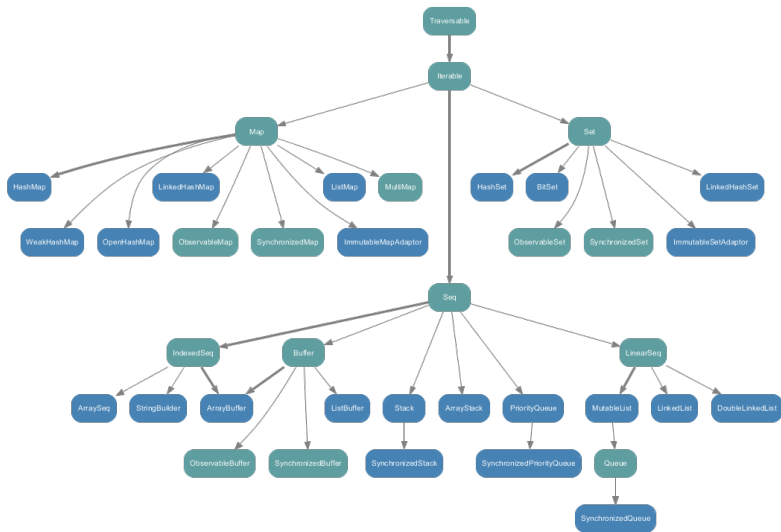 Traversable
Iterable
Map
Set
HashMap
LinkedHashMap
ListMap
MultiMap
HashSet
BitSet
LinkedHashSet
WeakHashMap
OpenHashMap
ObservableMap
SynchronizedMap
ImmutableMapAdaptor
ObservableSet
SynchronizedSet
ImmutableSetAdaptor
Seq
IndexedSeq
Buffer
LinearSeq
ArraySeq
StringBuilder
ArrayBuffer
ListBuffer
Stack
ArrayStack
PriorityQueue
MutableList
LinkedList
DoubleLinkedList
ObservableBuffer
SynchronizedBuffer
SynchronizedStack
SynchronizedPriorityQueue
Queue
SynchronizedQueue